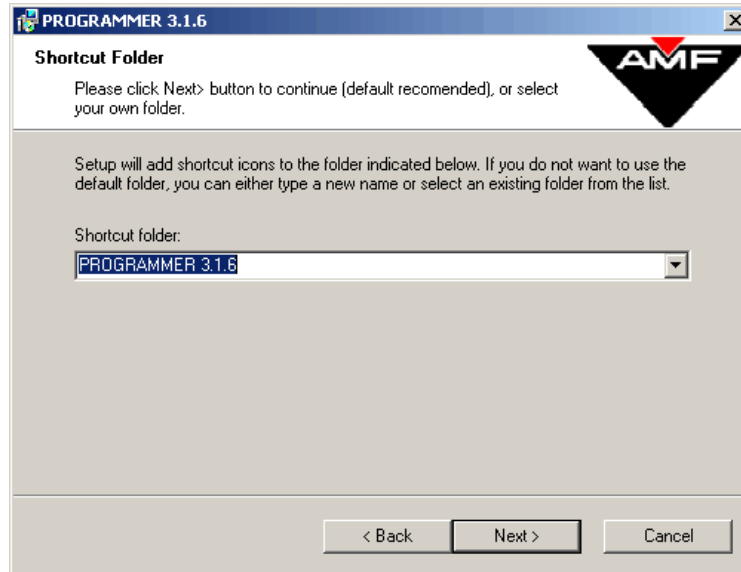 PROGRAMMER 3.1.6
Shortcut Folder
Please click Next> button to continue (default recomended), or select
your own folder.
AMF
Setup will add shortcut icons to the folder indicated below. If you do not want to use the
default folder, you can either type a new name or select an existing folder from the list.
Shortcut folder:
PROGRAMMER 3.1.6
< Back
Next >
Cancel